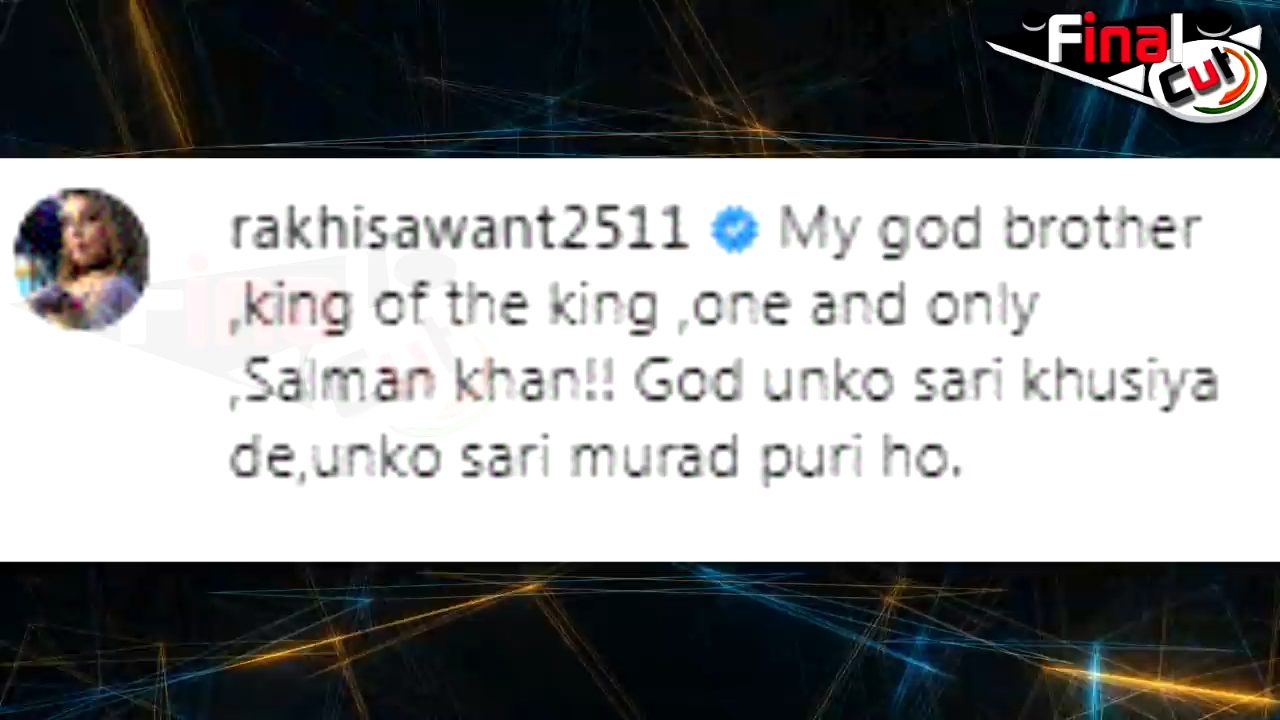 Final
Cut
rakhisawant2511 My god brother
,king of the king ,one and only
,Salman khan!! God unko sari khusiya
de,unko sari murad puri ho.